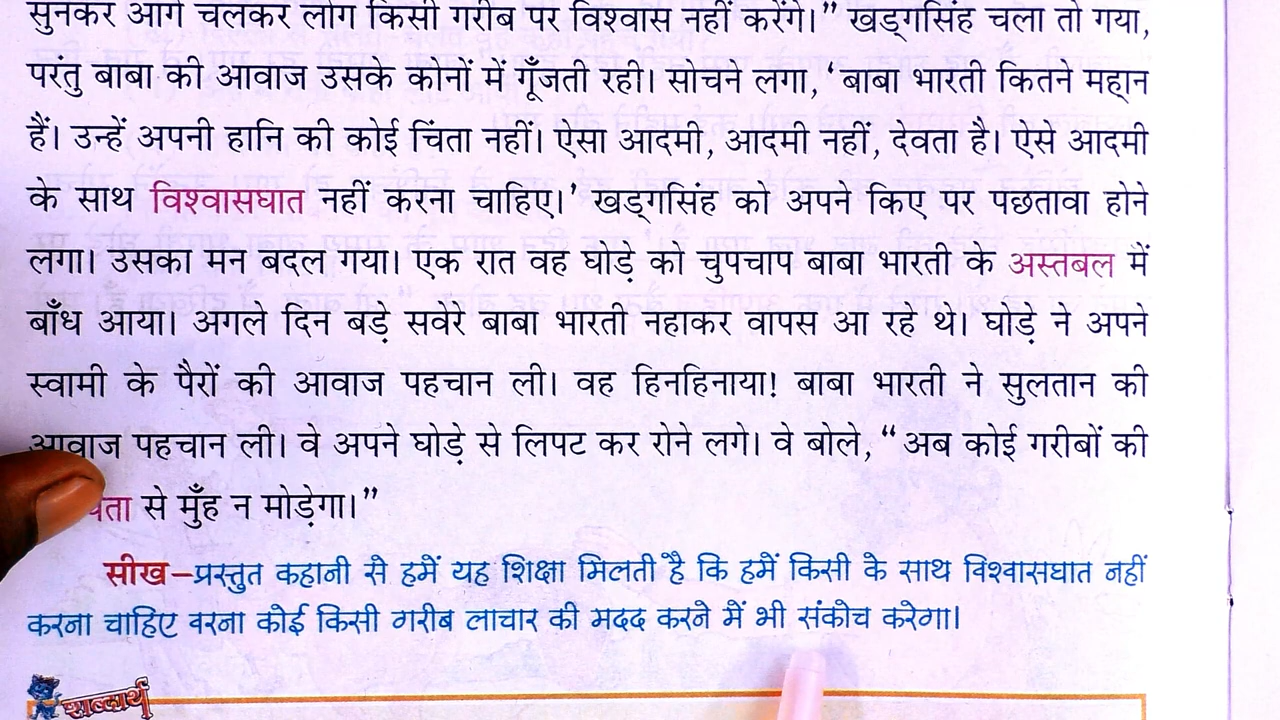 सुनकर आगे चलकर लोग किसी गरीब पर विश्वास नहीं करेंगे।” खड्गसिंह चला तो गया,
परंतु बाबा की आवाज उसके कोनों में गूँजती रही। सोचने लगा, ‘बाबा भारती कितने महान
हैं। उन्हें अपनी हानि की कोई चिंता नहीं। ऐसा आदमी, आदमी नहीं, देवता है। ऐसे आदमी
के साथ विश्वासघात नहीं करना चाहिए।’ खड्गसिंह को अपने किए पर पछतावा होने
लगा। उसका मन बदल गया। एक रात वह घोड़े को चुपचाप बाबा भारती के अस्तबल में
बाँध आया। अगले दिन बड़े सवेरे बाबा भारती नहाकर वापस आ रहे थे। घोड़े ने अपने
स्वामी के पैरों की आवाज पहचान ली। वह हिनहिनाया! बाबा भारती ने सुलतान की
आवाज पहचान ली। वे अपने घोड़े से लिपट कर रोने लगे। वे बोले, “अब कोई गरीबों की
से मुँह न मोड़ेगा।”
सीख–प्रस्तुत कहानी से हमें यह शिक्षा मिलती है कि हमें किसी के साथ विश्वासघात नहीं
करना चाहिए वरना कोई किसी गरीब लाचार की मदद करने में भी संकोच करेगा।
शब्दार्थ